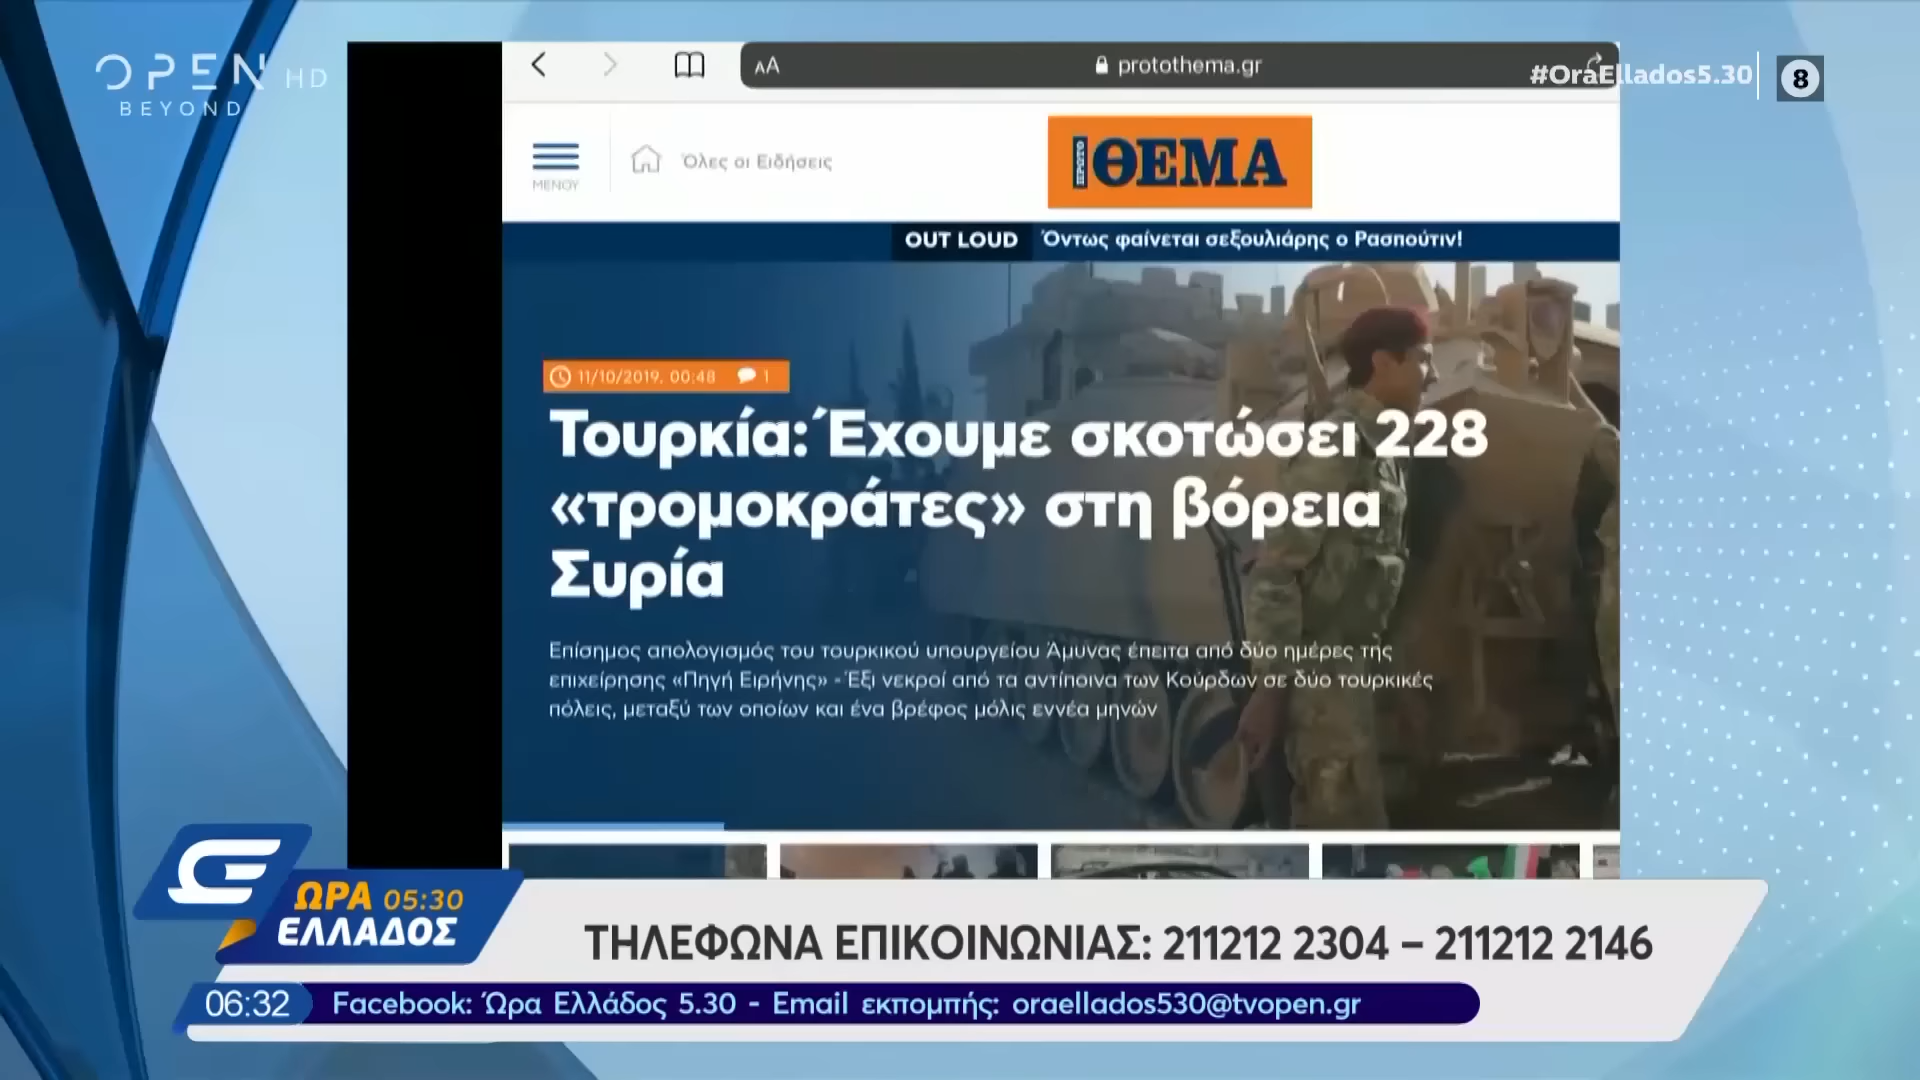 OPEN HD
BEYOND
AA
protothema.gr
#OraEllados5.30
8
ΜΕΝΟΥ
Όλες οι Ειδήσεις
ΠΡΩΤΟ ΘΕΜΑ
OUT LOUD Όντως φαίνεται σεξουλιάρης ο Ρασπούτιν!
11/10/2019, 00:48 1
Τουρκία: Έχουμε σκοτώσει 228
«τρομοκράτες» στη βόρεια
Συρία
Επίσημος απολογισμός του τουρκικού υπουργείου Άμυνας έπειτα από δύο ημέρες της
επιχείρησης «Πηγή Ειρήνης» - Έξι νεκροί από τα αντίποινα των Κούρδων σε δύο τουρκικές
πόλεις, μεταξύ των οποίων και ένα βρέφος μόλις εννέα μηνών
ΩΡΑ 05:30
ΕΛΛΑΔΟΣ
ΤΗΛΕΦΩΝΑ ΕΠΙΚΟΙΝΩΝΙΑΣ: 211212 2304 – 211212 2146
06:32 Facebook: Ώρα Ελλάδος 5.30 - Email εκπομπής: oraellados530@tvopen.gr